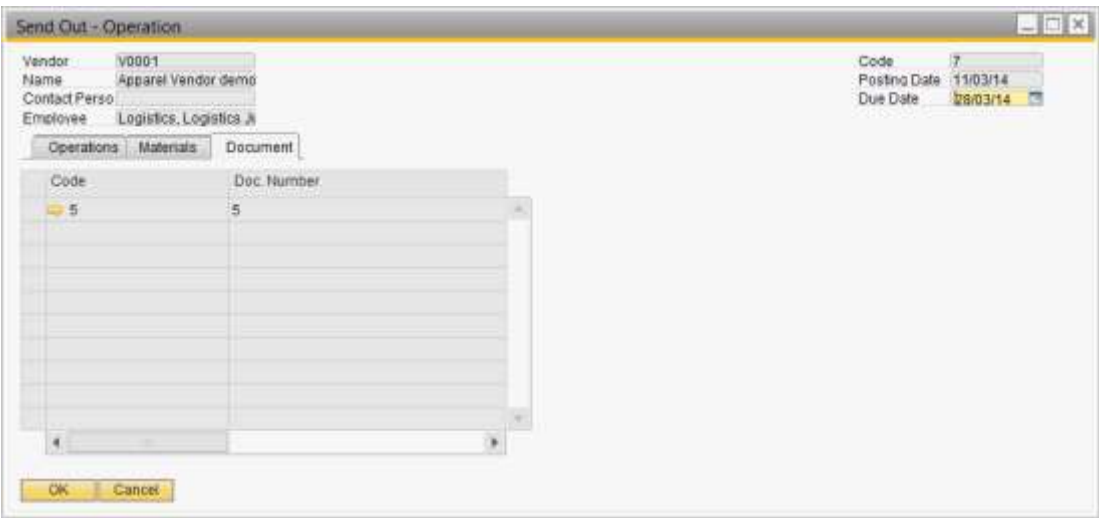 Send Out - Operation
Vendor V0001 Code 7
Name Apparel Vendor demo Posting Date 11/03/14
Contact Perso Due Date 28/03/14
Employee Logistics, Logistics
Operations Materials Document
Code Doc. Number
5 5
OK Cancel